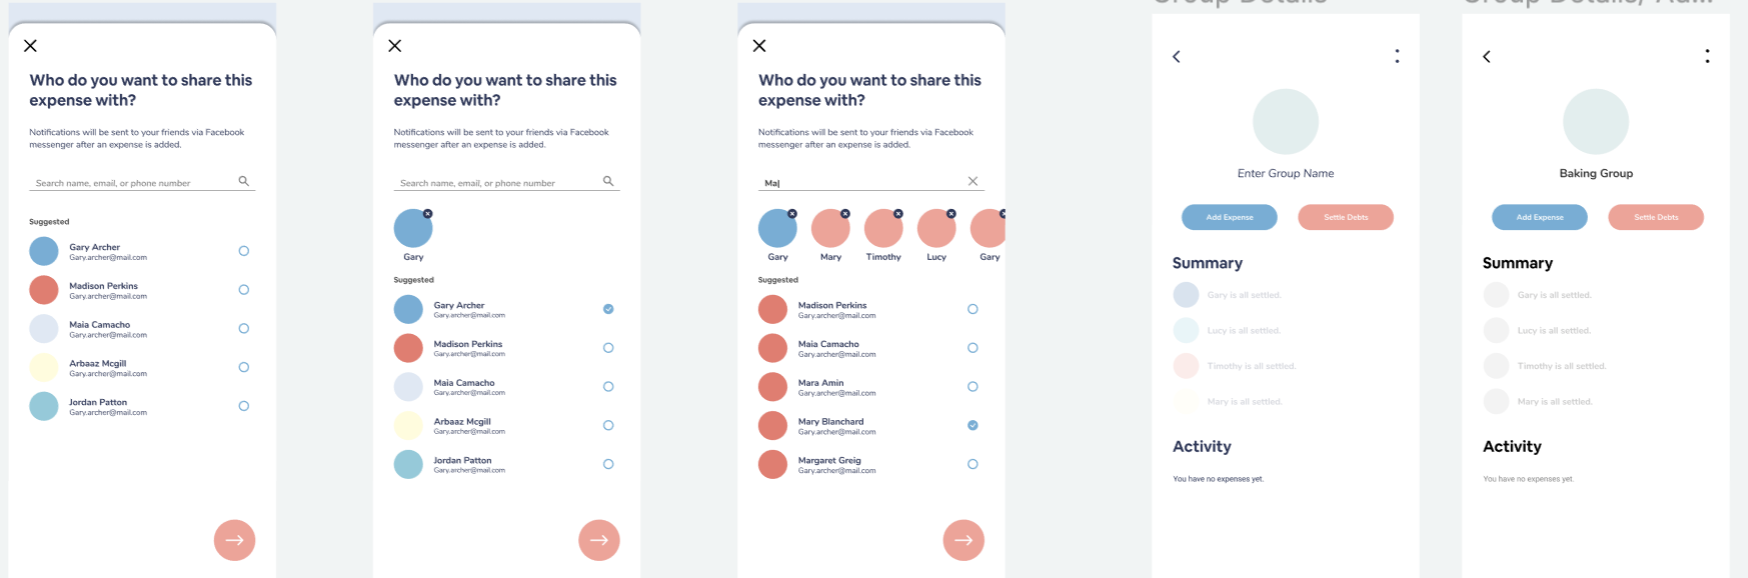 Who do you want to share this
expense with?
Notifications will be sent to your friends via Facebook
messenger after an expense is added.
Search name, email, or phone number
Suggested
Gary Archer
Gary.archer@mail.com
Madison Perkins
Gary.archer@mail.com
Maia Camacho
Gary.archer@mail.com
Arbaaz Mcgill
Gary.archer@mail.com
Jordan Patton
Gary.archer@mail.com
Who do you want to share this
expense with?
Notifications will be sent to your friends via Facebook
messenger after an expense is added.
Search name, email, or phone number
Gary
Suggested
Gary Archer
Gary.archer@mail.com
Madison Perkins
Gary.archer@mail.com
Maia Camacho
Gary.archer@mail.com
Arbaaz Mcgill
Gary.archer@mail.com
Jordan Patton
Gary.archer@mail.com
Who do you want to share this
expense with?
Notifications will be sent to your friends via Facebook
messenger after an expense is added.
Ma
Gary Mary Timothy Lucy Gary
Suggested
Madison Perkins
Gary.archer@mail.com
Maia Camacho
Gary.archer@mail.com
Mara Amin
Gary.archer@mail.com
Mary Blanchard
Gary.archer@mail.com
Margaret Greig
Gary.archer@mail.com
Group Details
Enter Group Name
Add Expense Settle Debts
Summary
Gary is all settled.
Lucy is all settled.
Timothy is all settled.
Mary is all settled.
Activity
You have no expenses yet.
Group Details, Ad...
Baking Group
Add Expense Settle Debts
Summary
Gary is all settled.
Lucy is all settled.
Timothy is all settled.
Mary is all settled.
Activity
You have no expenses yet.